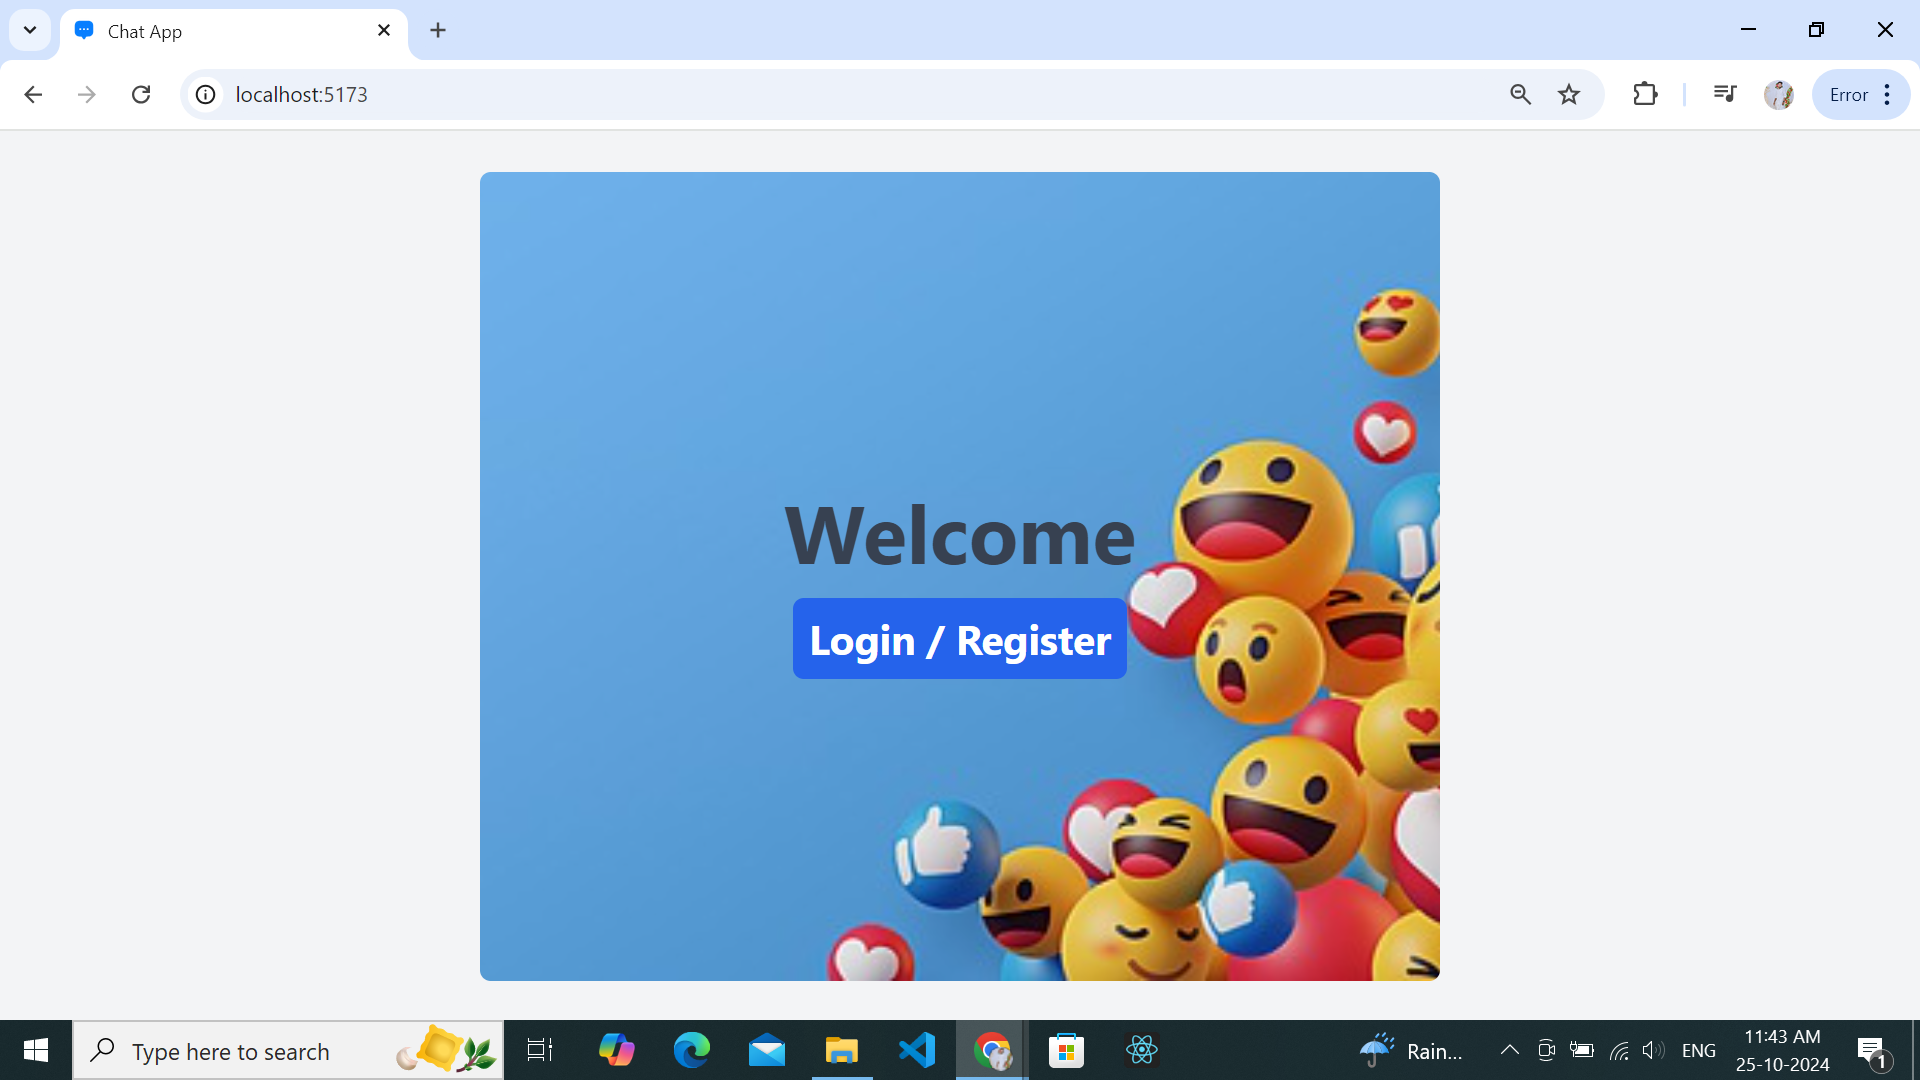 Chat App
localhost:5173
Error
Welcome
Login / Register
Type here to search
Rain...
ENG
11:43 AM
25-10-2024
1